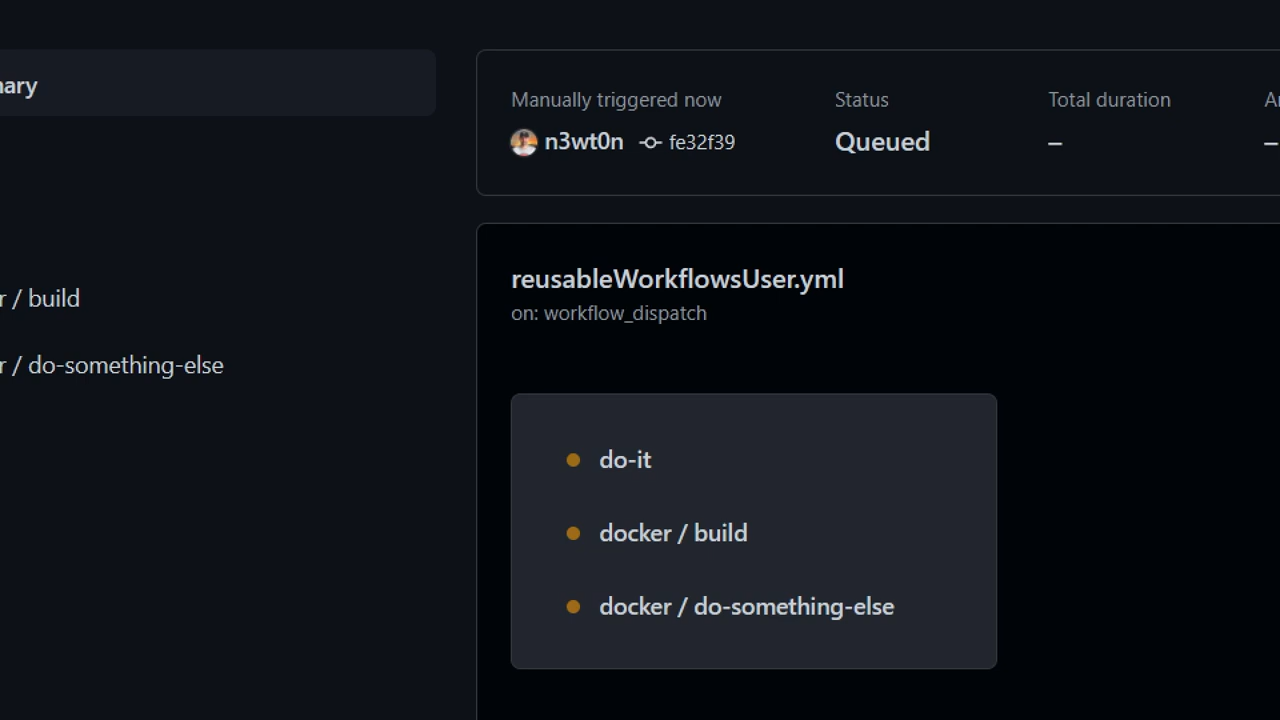 / build
/ do-something-else
Manually triggered now
n3wt0n fe32f39
Status
Queued
Total duration
–
–
reusableWorkflowsUser.yml
on: workflow_dispatch
do-it
docker / build
docker / do-something-else